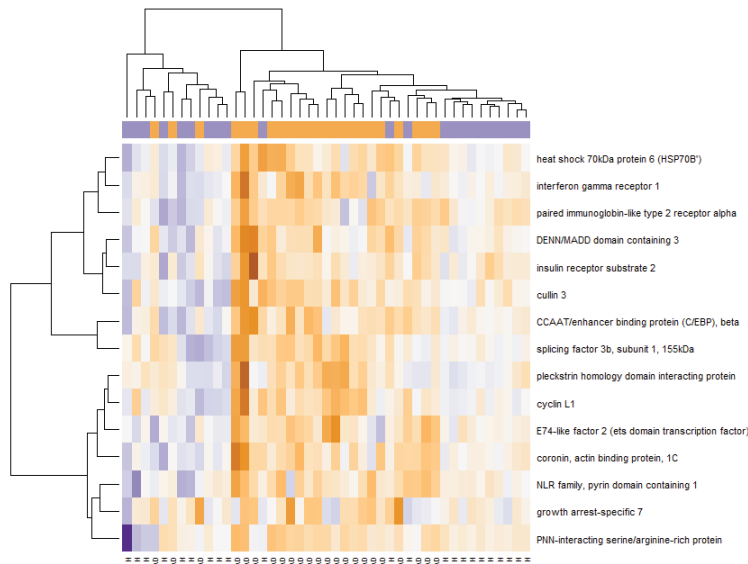 heat shock 70kDa protein 6 (HSP70B')
interferon gamma receptor 1
paired immunoglobin-like type 2 receptor alpha
DENN/MADD domain containing 3
insulin receptor substrate 2
cullin 3
CCAAT/enhancer binding protein (C/EBP), beta
splicing factor 3b, subunit 1, 155kDa
pleckstrin homology domain interacting protein
cyclin L1
E74-like factor 2 (ets domain transcription factor)
coronin, actin binding protein, 1C
NLR family, pyrin domain containing 1
growth arrest-specific 7
PNN-interacting serine/arginine-rich protein